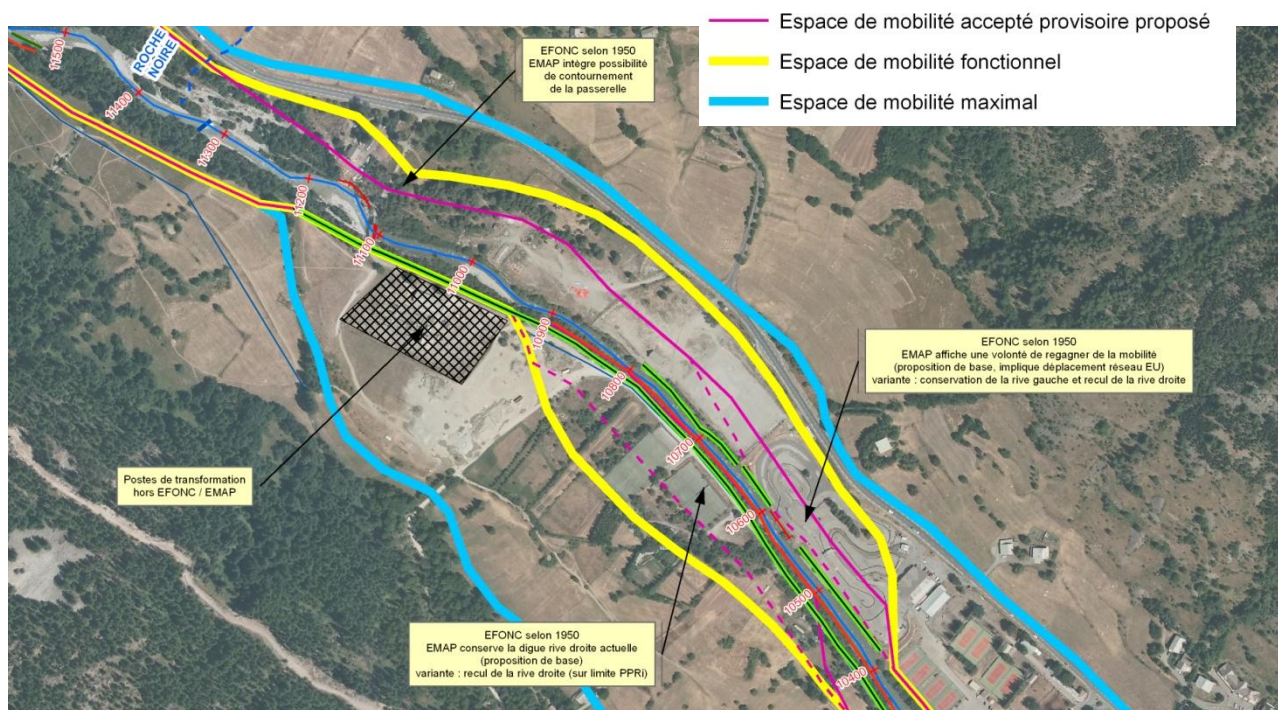 Espace de mobilité accepté provisoire proposé
Espace de mobilité fonctionnel
Espace de mobilité maximal
EFONC selon 1950
EMAP intègre possibilité
de contournement
de la passerelle
ROCHE
NOIRE
11500
11400
11300
11200
11100
11000
10900
10800
10700
10600
10500
10400
EFONC selon 1950
EMAP affiche une volonté de regagner de la mobilité
(proposition de base, implique déplacement réseau EU)
variante : conservation de la rive gauche et recul de la rive droite
Postes de transformation
hors EFONC / EMAP
EFONC selon 1950
EMAP conserve la digue rive droite actuelle
(proposition de base)
variante : recul de la rive droite (sur limite PPRi)